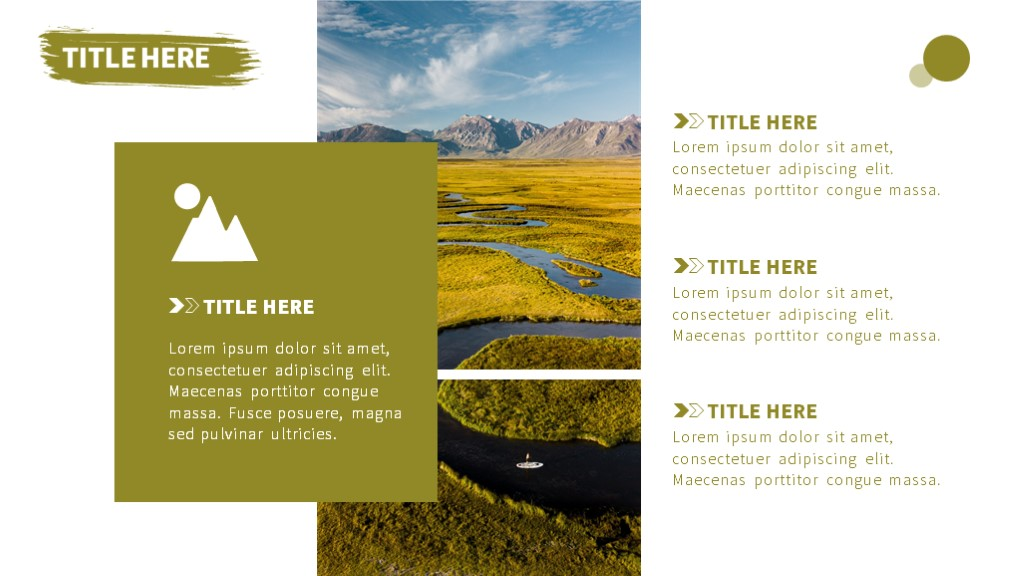 TITLE HERE
TITLE HERE
Lorem ipsum dolor sit amet,
consectetuer adipiscing elit.
Maecenas porttitor congue
massa. Fusce posuere, magna
sed pulvinar ultricies.
TITLE HERE
Lorem ipsum dolor sit amet,
consectetuer adipiscing elit.
Maecenas porttitor congue massa.
TITLE HERE
Lorem ipsum dolor sit amet,
consectetuer adipiscing elit.
Maecenas porttitor congue massa.
TITLE HERE
Lorem ipsum dolor sit amet,
consectetuer adipiscing elit.
Maecenas porttitor congue massa.